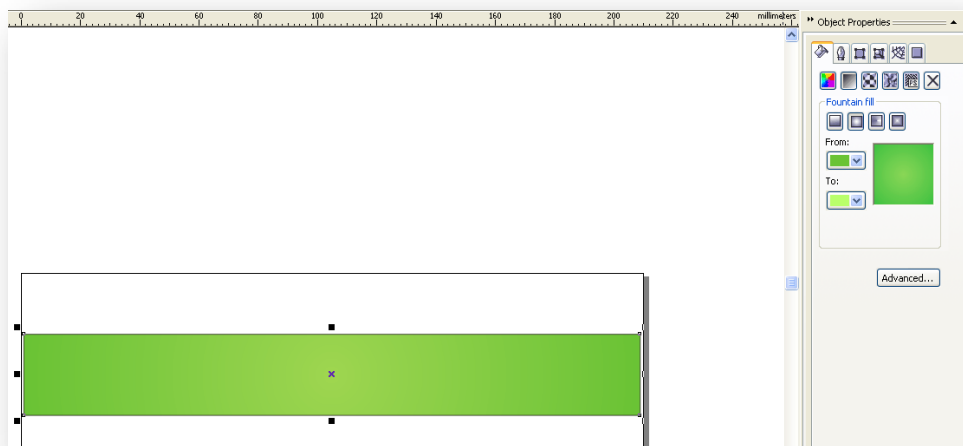 0 20 40 60 80 100 120 140 160 180 200 220 240 millimeters
Object Properties
Fountain fill
From:
To:
Advanced...